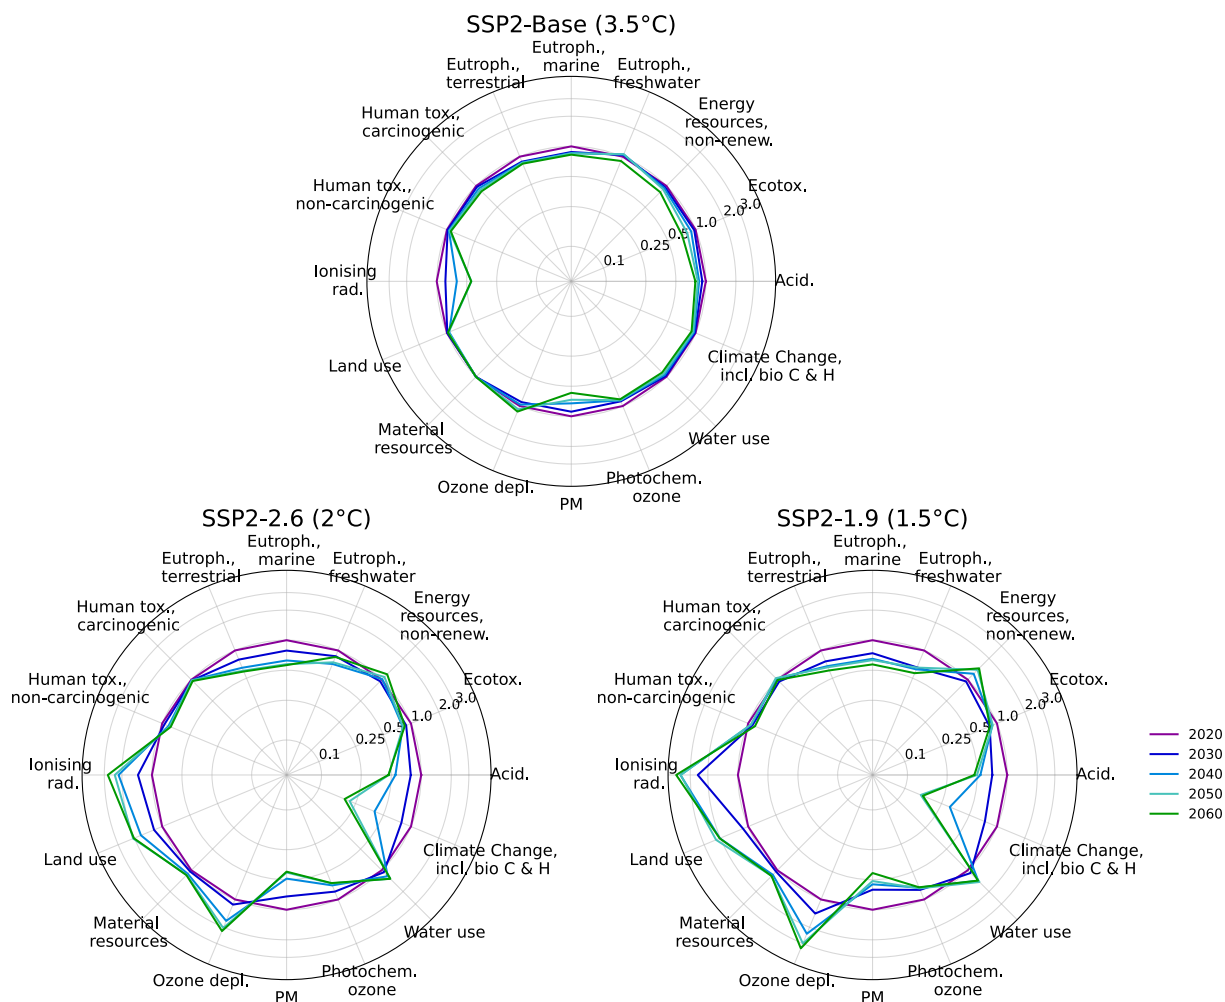 SSP2-Base (3.5°C)
Eutroph.,
marine
Eutroph.,
terrestrial
Eutroph.,
freshwater
Human tox.,
carcinogenic
Energy
resources,
non-renew.
Human tox.,
non-carcinogenic
Ecotox.
3.0
2.0
1.0
0.5
0.25
0.1
Ionising
rad.
Acid.
Land use
Climate Change,
incl. bio C & H
Material
resources
Water use
Ozone depl.
Photochem.
ozone
PM
SSP2-2.6 (2°C)
Eutroph.,
marine
Eutroph.,
terrestrial
Eutroph.,
freshwater
Human tox.,
carcinogenic
Energy
resources,
non-renew.
Human tox.,
non-carcinogenic
Ecotox.
3.0
2.0
1.0
0.5
0.25
0.1
Ionising
rad.
Acid.
Land use
Climate Change,
incl. bio C & H
Material
resources
Water use
Ozone depl.
Photochem.
ozone
PM
SSP2-1.9 (1.5°C)
Eutroph.,
marine
Eutroph.,
terrestrial
Eutroph.,
freshwater
Human tox.,
carcinogenic
Energy
resources,
non-renew.
Human tox.,
non-carcinogenic
Ecotox.
3.0
2.0
1.0
0.5
0.25
0.1
Ionising
rad.
Acid.
Land use
Climate Change,
incl. bio C & H
Material
resources
Water use
Ozone depl.
Photochem.
ozone
PM
2020
2030
2040
2050
2060